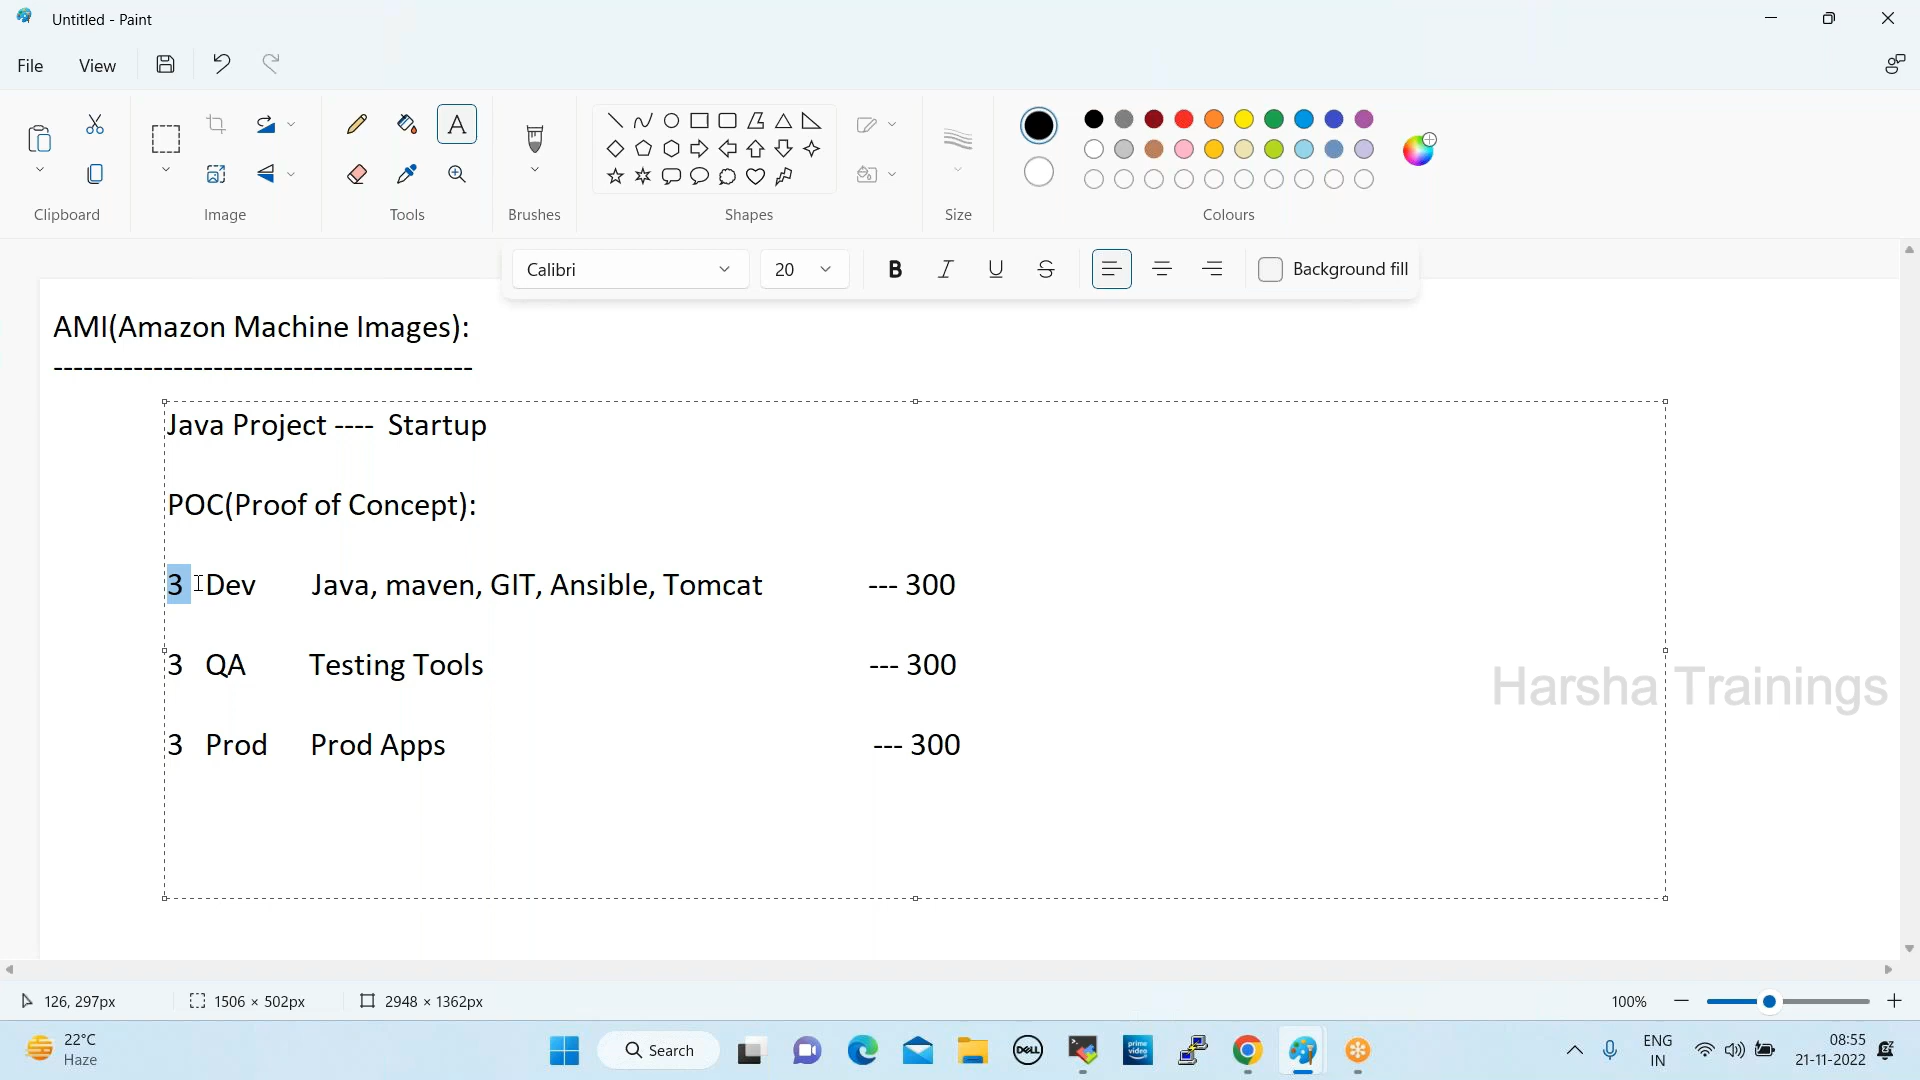 Untitled - Paint
File View
Clipboard Image Tools Brushes Shapes Size Colours
Calibri 20 B I U S Background fill
AMI(Amazon Machine Images):
------------------------------------------
Java Project ---- Startup
POC(Proof of Concept):
3 Dev Java, maven, GIT, Ansible, Tomcat --- 300
3 QA Testing Tools --- 300
Harsha Trainings
3 Prod Prod Apps --- 300
126, 297px 1506 × 502px 2948 × 1362px 100%
22°C
Haze
Search
DELL
prime video
ENG
IN
08:55
21-11-2022